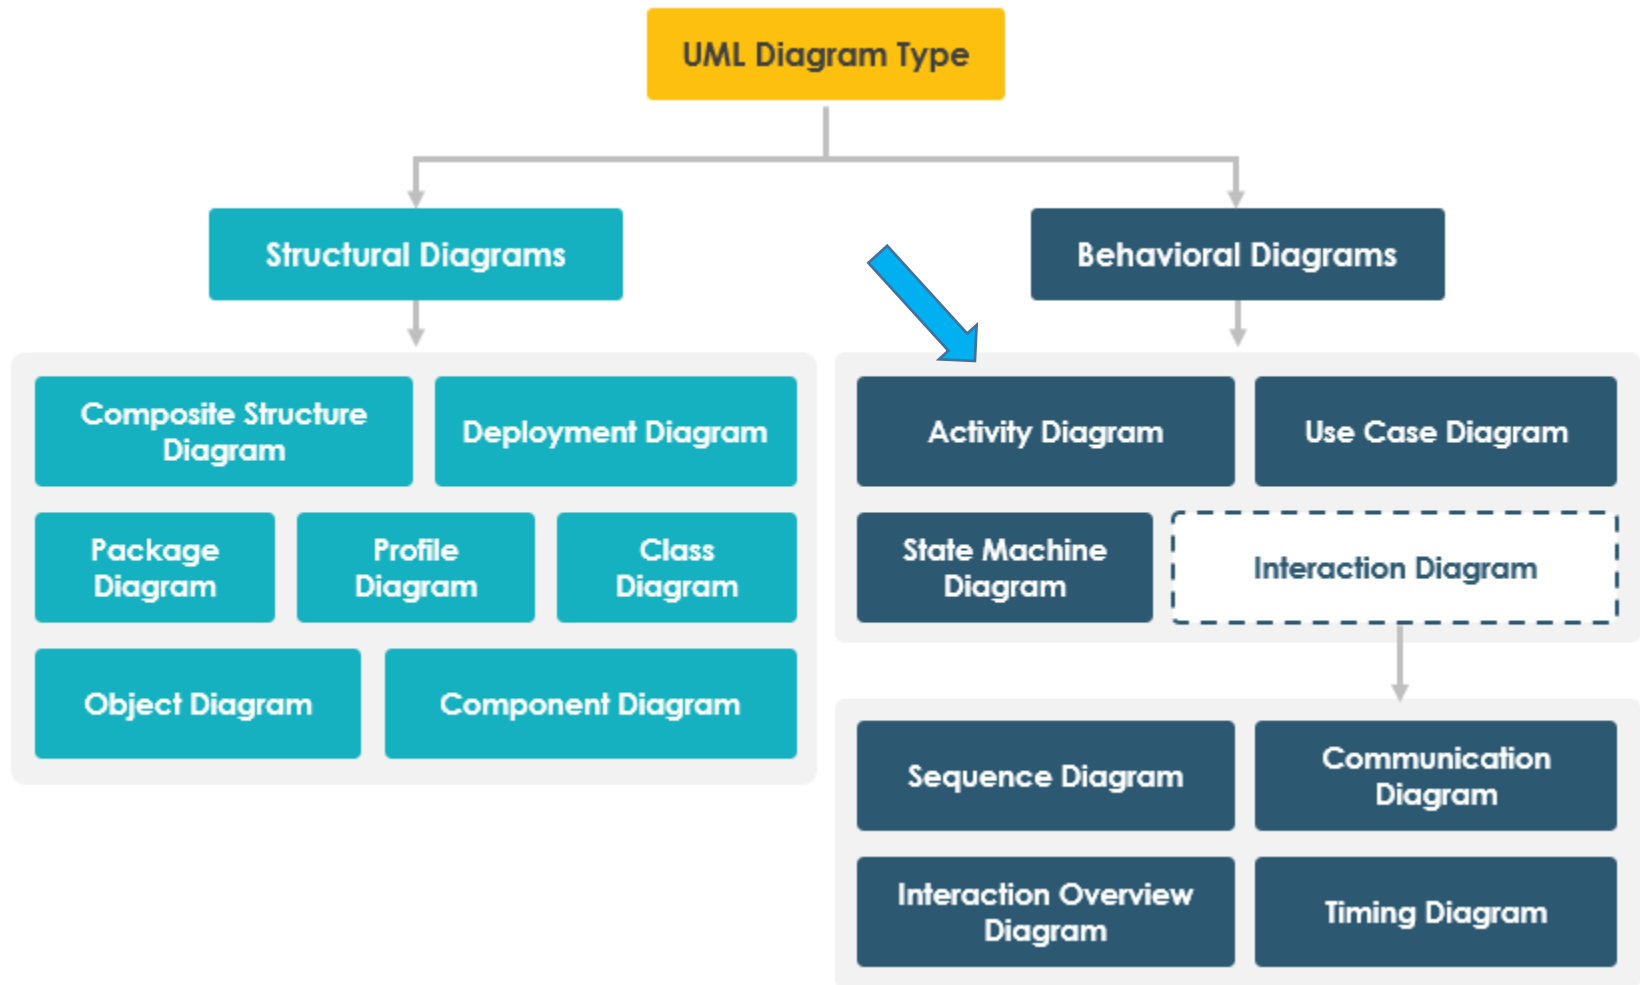 UML Diagram Type
Structural Diagrams
Behavioral Diagrams
Composite Structure
Diagram
Deployment Diagram
Package
Diagram
Profile
Diagram
Class
Diagram
Object Diagram
Component Diagram
Activity Diagram
Use Case Diagram
State Machine
Diagram
Interaction Diagram
Sequence Diagram
Communication
Diagram
Interaction Overview
Diagram
Timing Diagram